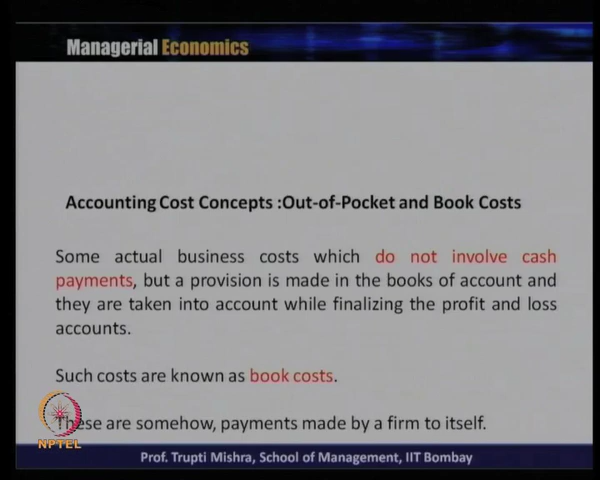 Managerial Economics
Accounting Cost Concepts :Out-of-Pocket and Book Costs
Some actual business costs which do not involve cash
payments, but a provision is made in the books of account and
they are taken into account while finalizing the profit and loss
accounts.
Such costs are known as book costs.
These are somehow, payments made by a firm to itself.
NPTEL
Prof. Trupti Mishra, School of Management, IIT Bombay